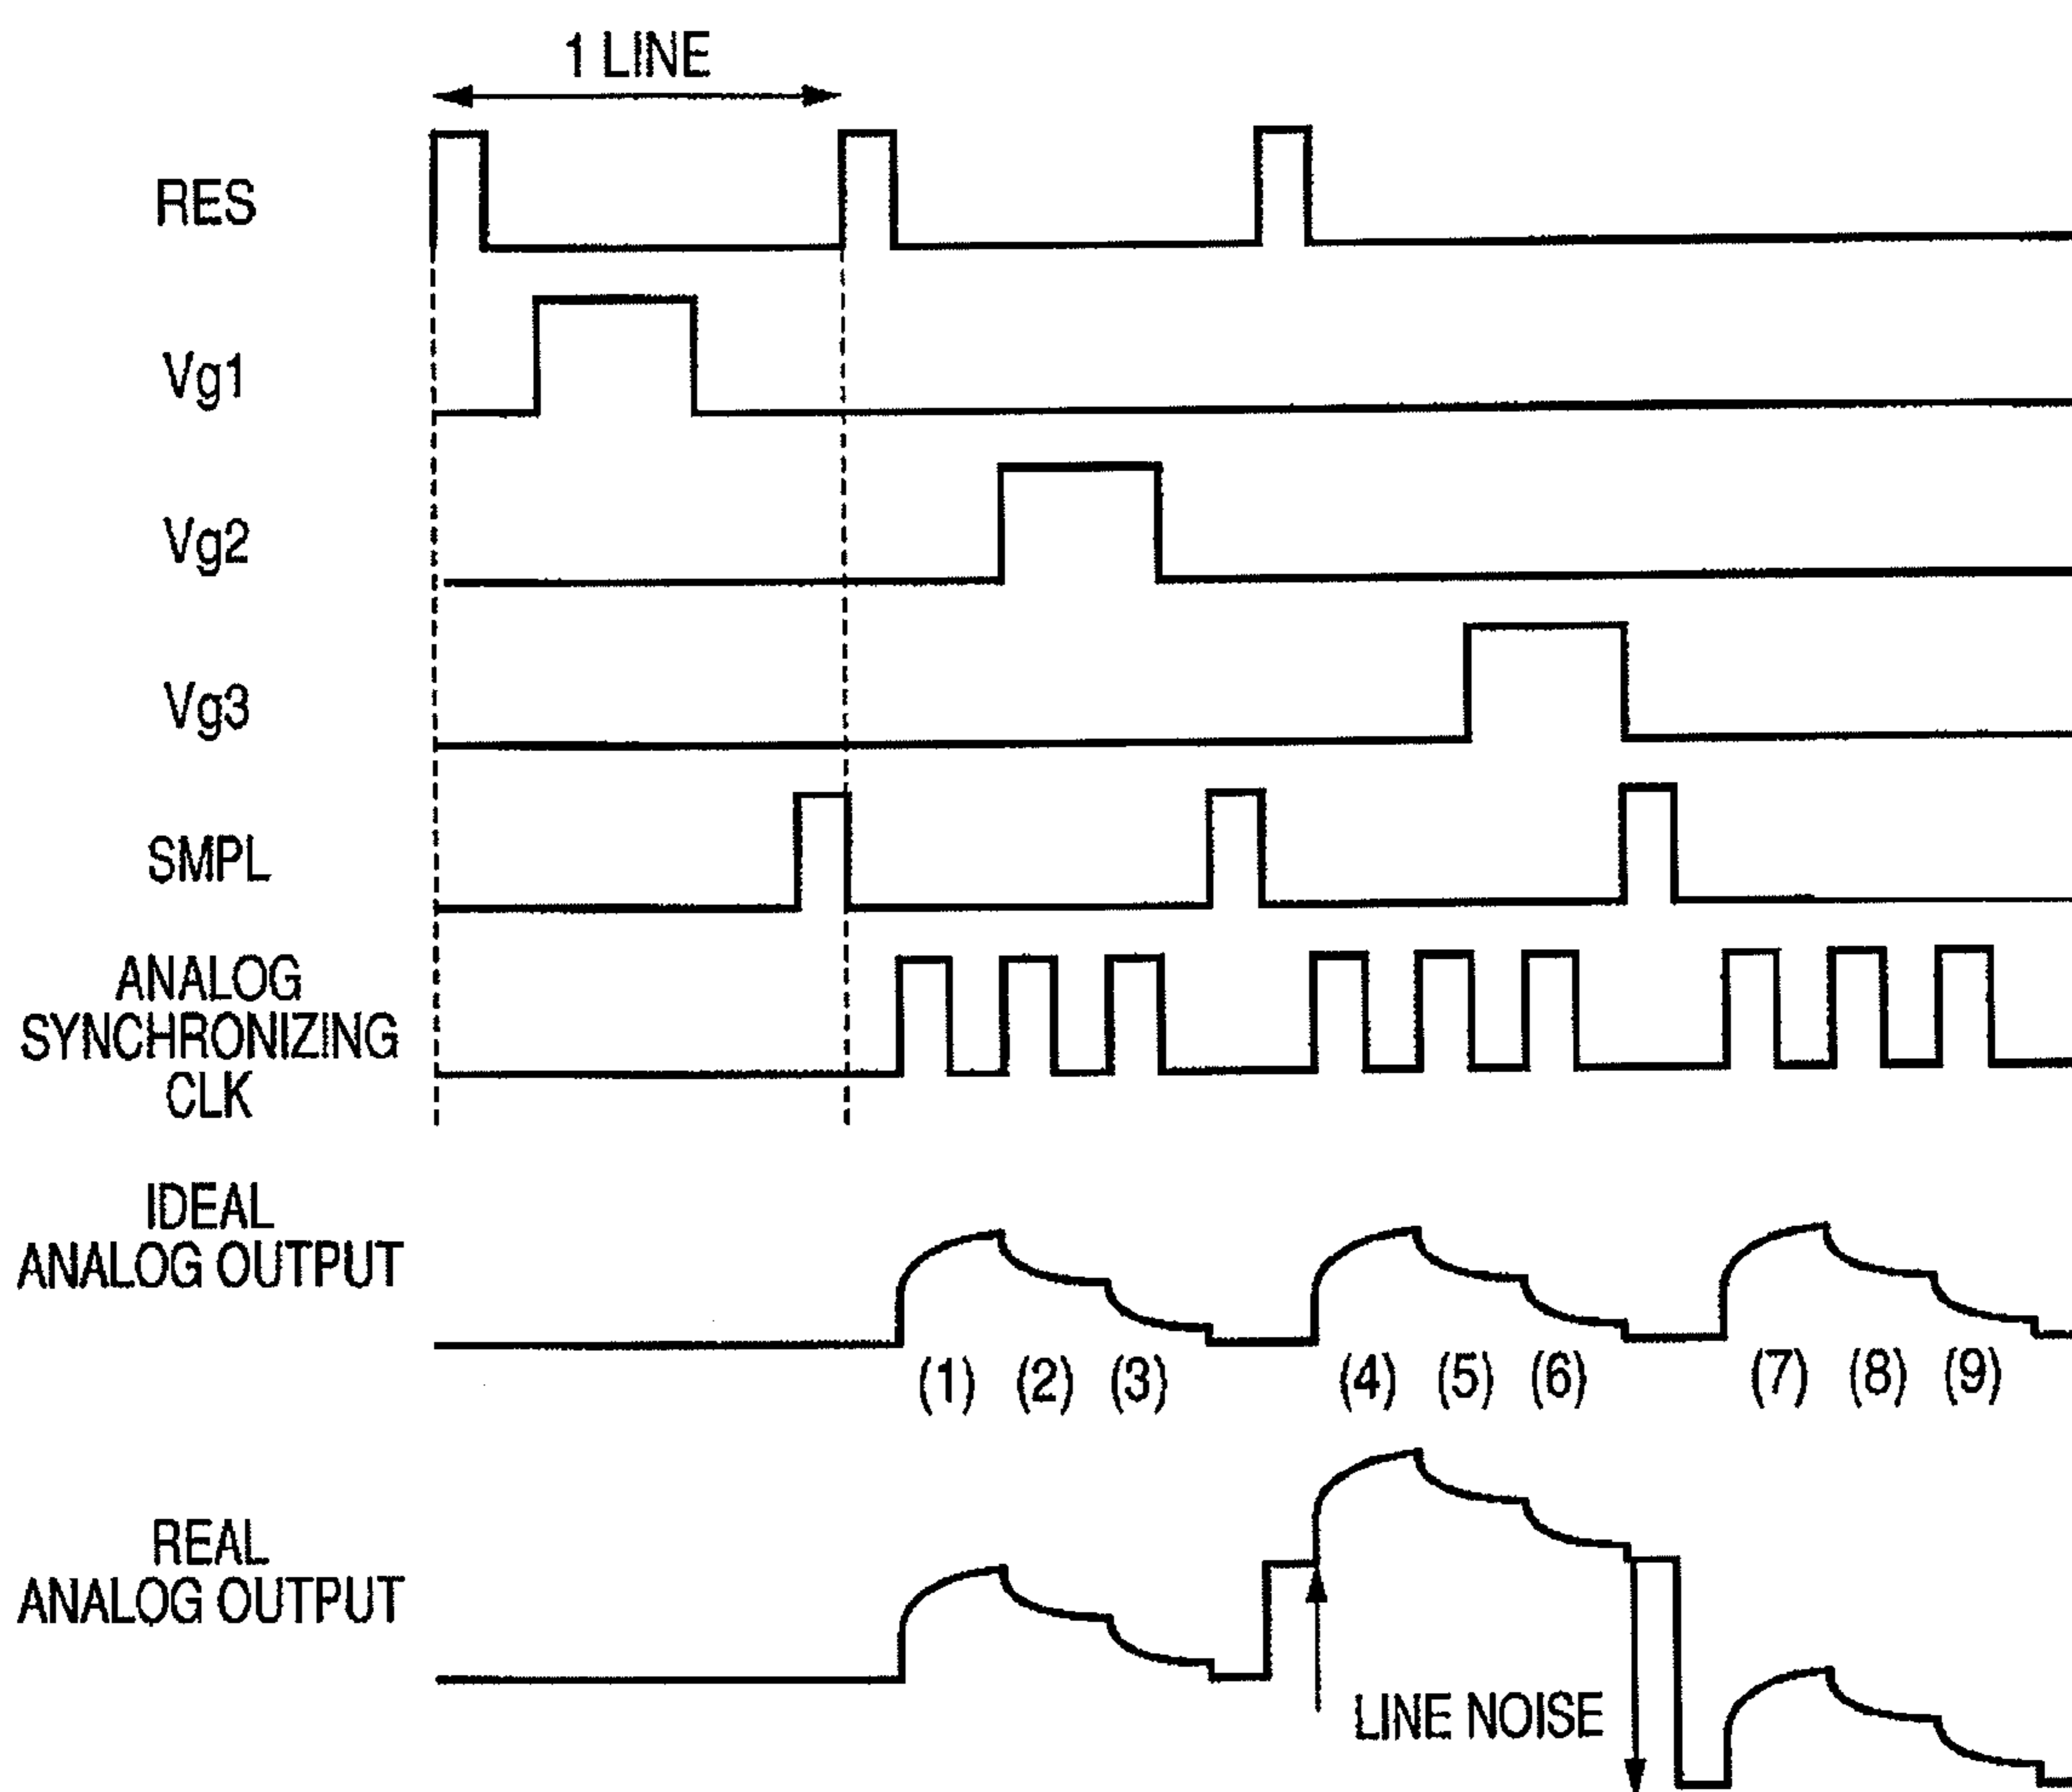 1 LINE
RES
Vg1
Vg2
Vg3
SMPL
ANALOG
SYNCHRONIZING
CLK
IDEAL
ANALOG OUTPUT
(1) (2) (3) (4) (5) (6) (7) (8) (9)
REAL
ANALOG OUTPUT
LINE NOISE